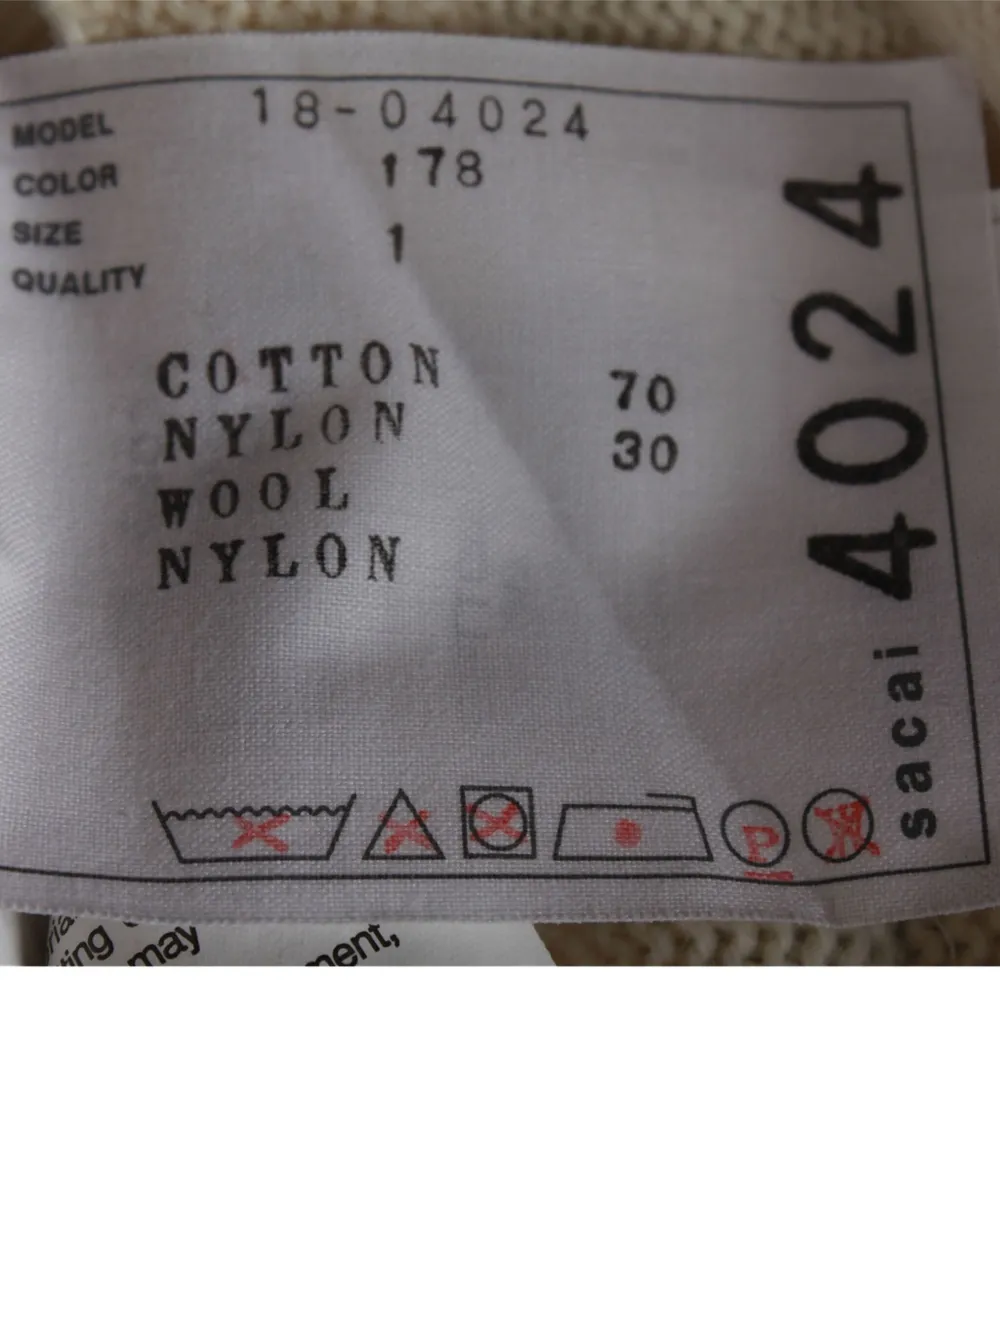 MODEL 18-04024
COLOR 178
SIZE 1
QUALITY
COTTON 70
NYLON 30
WOOL
NYLON
P
W
sacai 4024
ting
may
ment,